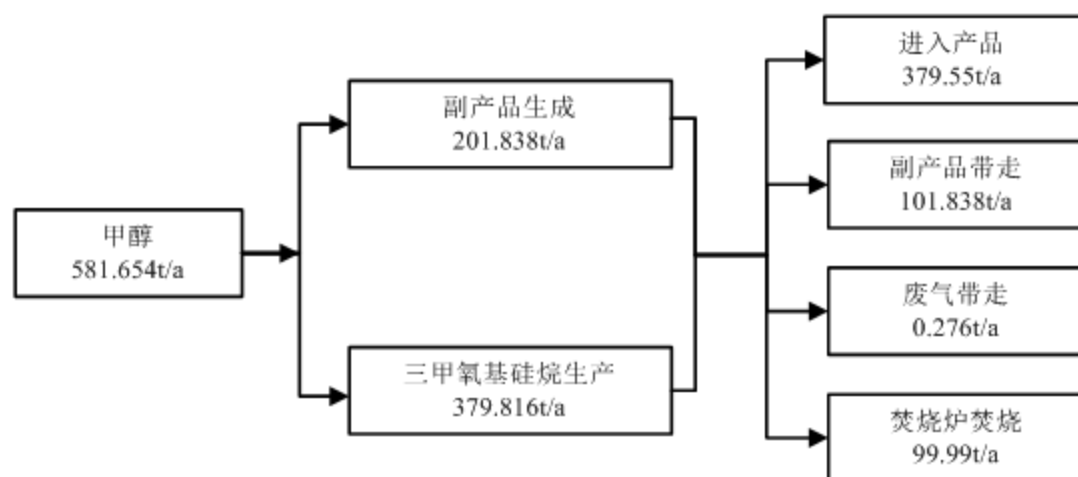 甲醇
581.654t/a
副产品生成
201.838t/a
三甲氧基硅烷生产
379.816t/a
进入产品
379.55t/a
副产品带走
101.838t/a
废气带走
0.276t/a
焚烧炉焚烧
99.99t/a